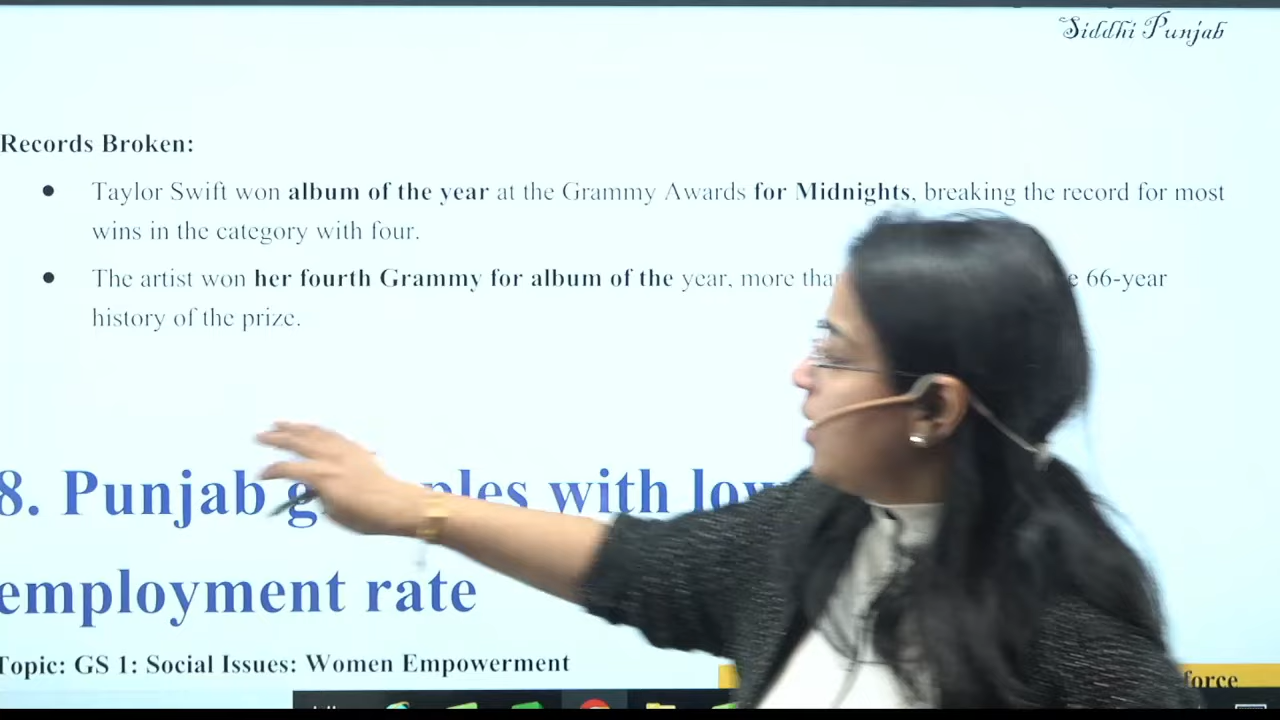 Siddhi Punjab
Records Broken:
Taylor Swift won album of the year at the Grammy Awards for Midnights, breaking the record for most
wins in the category with four.
The artist won her fourth Grammy for album of the year, more 66-year
history of the prize.
8. Punjab with
employment rate
Topic: GS 1: Social Issues: Women Empowerment
force